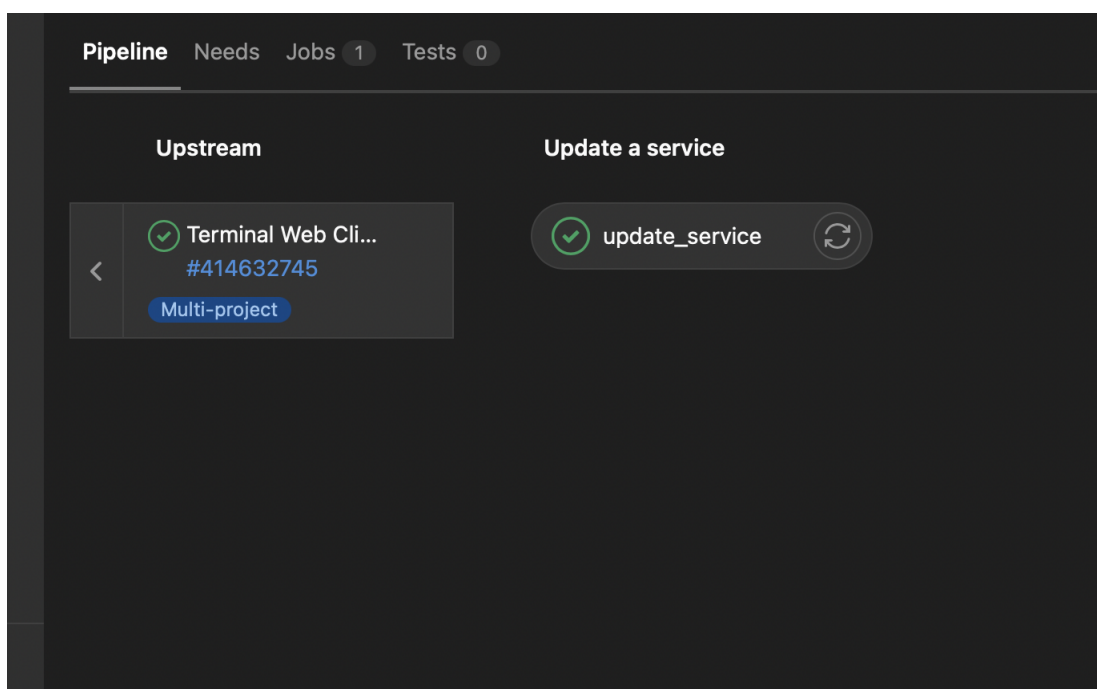 Pipeline Needs Jobs 1 Tests 0
Upstream
Update a service
Terminal Web Cli...
#414632745
Multi-project
update_service